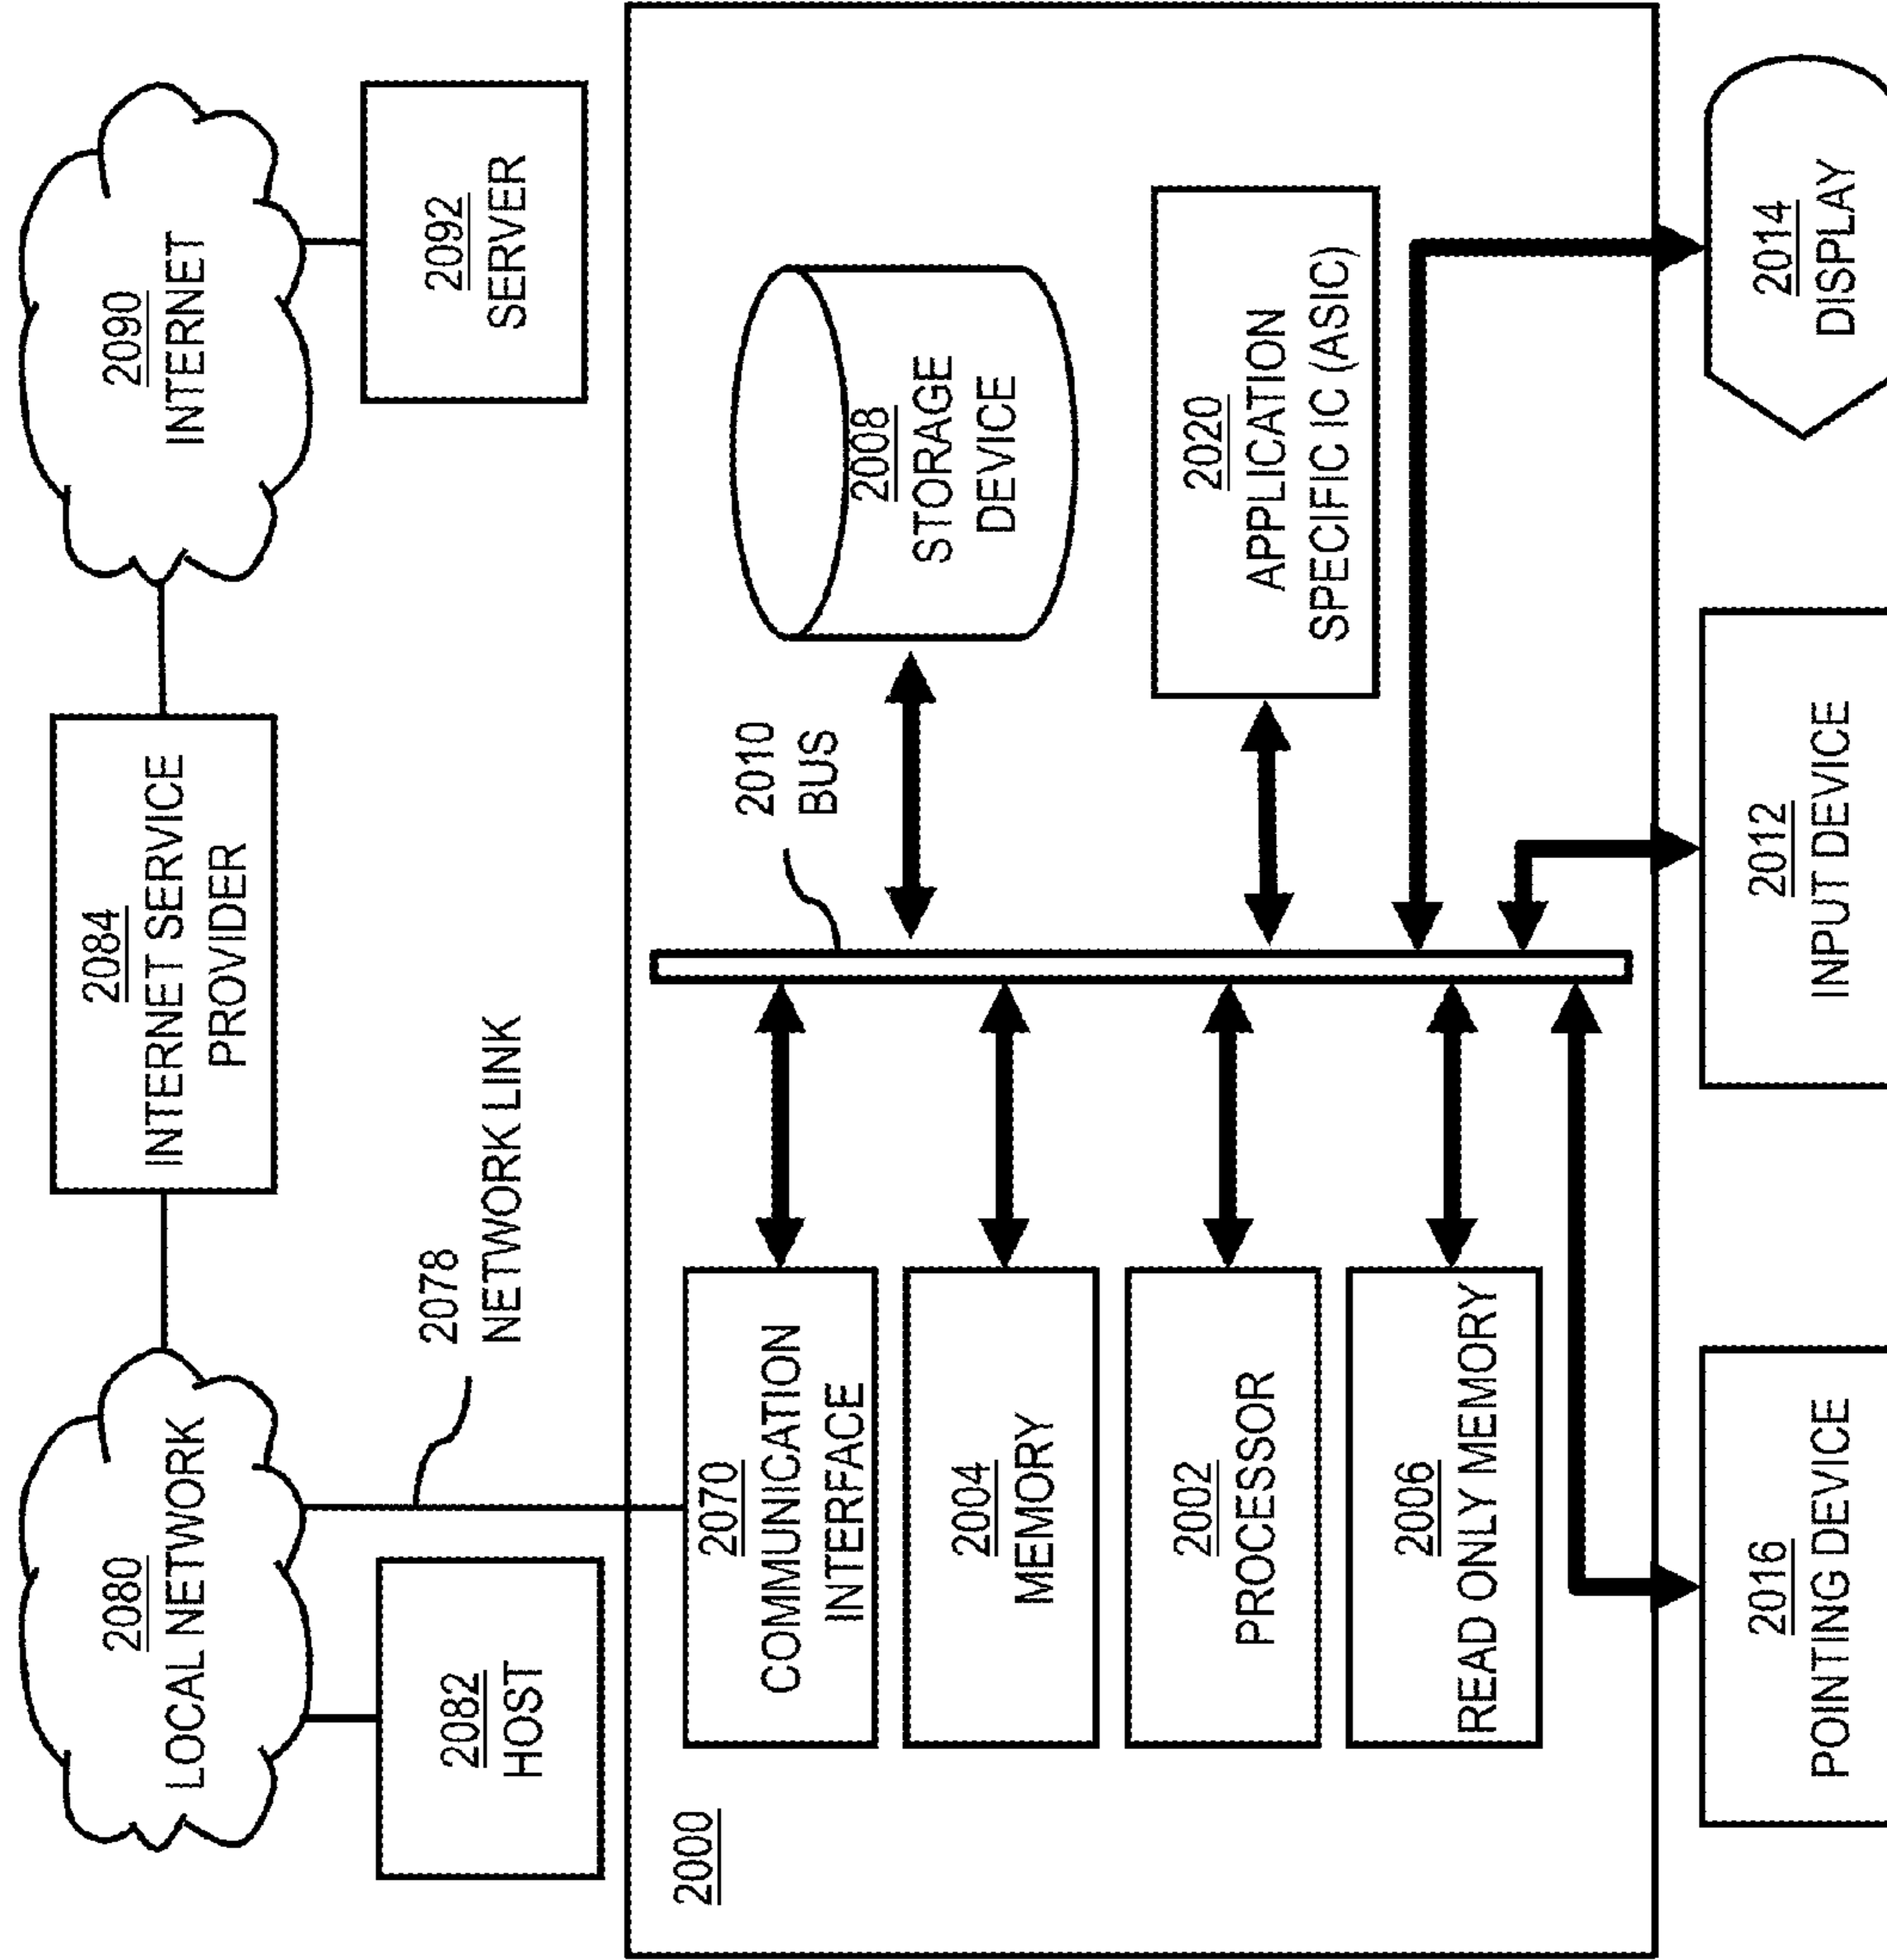 2080
LOCAL NETWORK
2084
INTERNET SERVICE
PROVIDER
2090
INTERNET
2082
HOST
2078
NETWORK LINK
2092
SERVER
2000
2070
COMMUNICATION
INTERFACE
2010
BUS
2008
STORAGE
DEVICE
2004
MEMORY
2002
PROCESSOR
2020
APPLICATION
SPECIFIC IC (ASIC)
2006
READ ONLY MEMORY
2016
POINTING DEVICE
2012
INPUT DEVICE
2014
DISPLAY